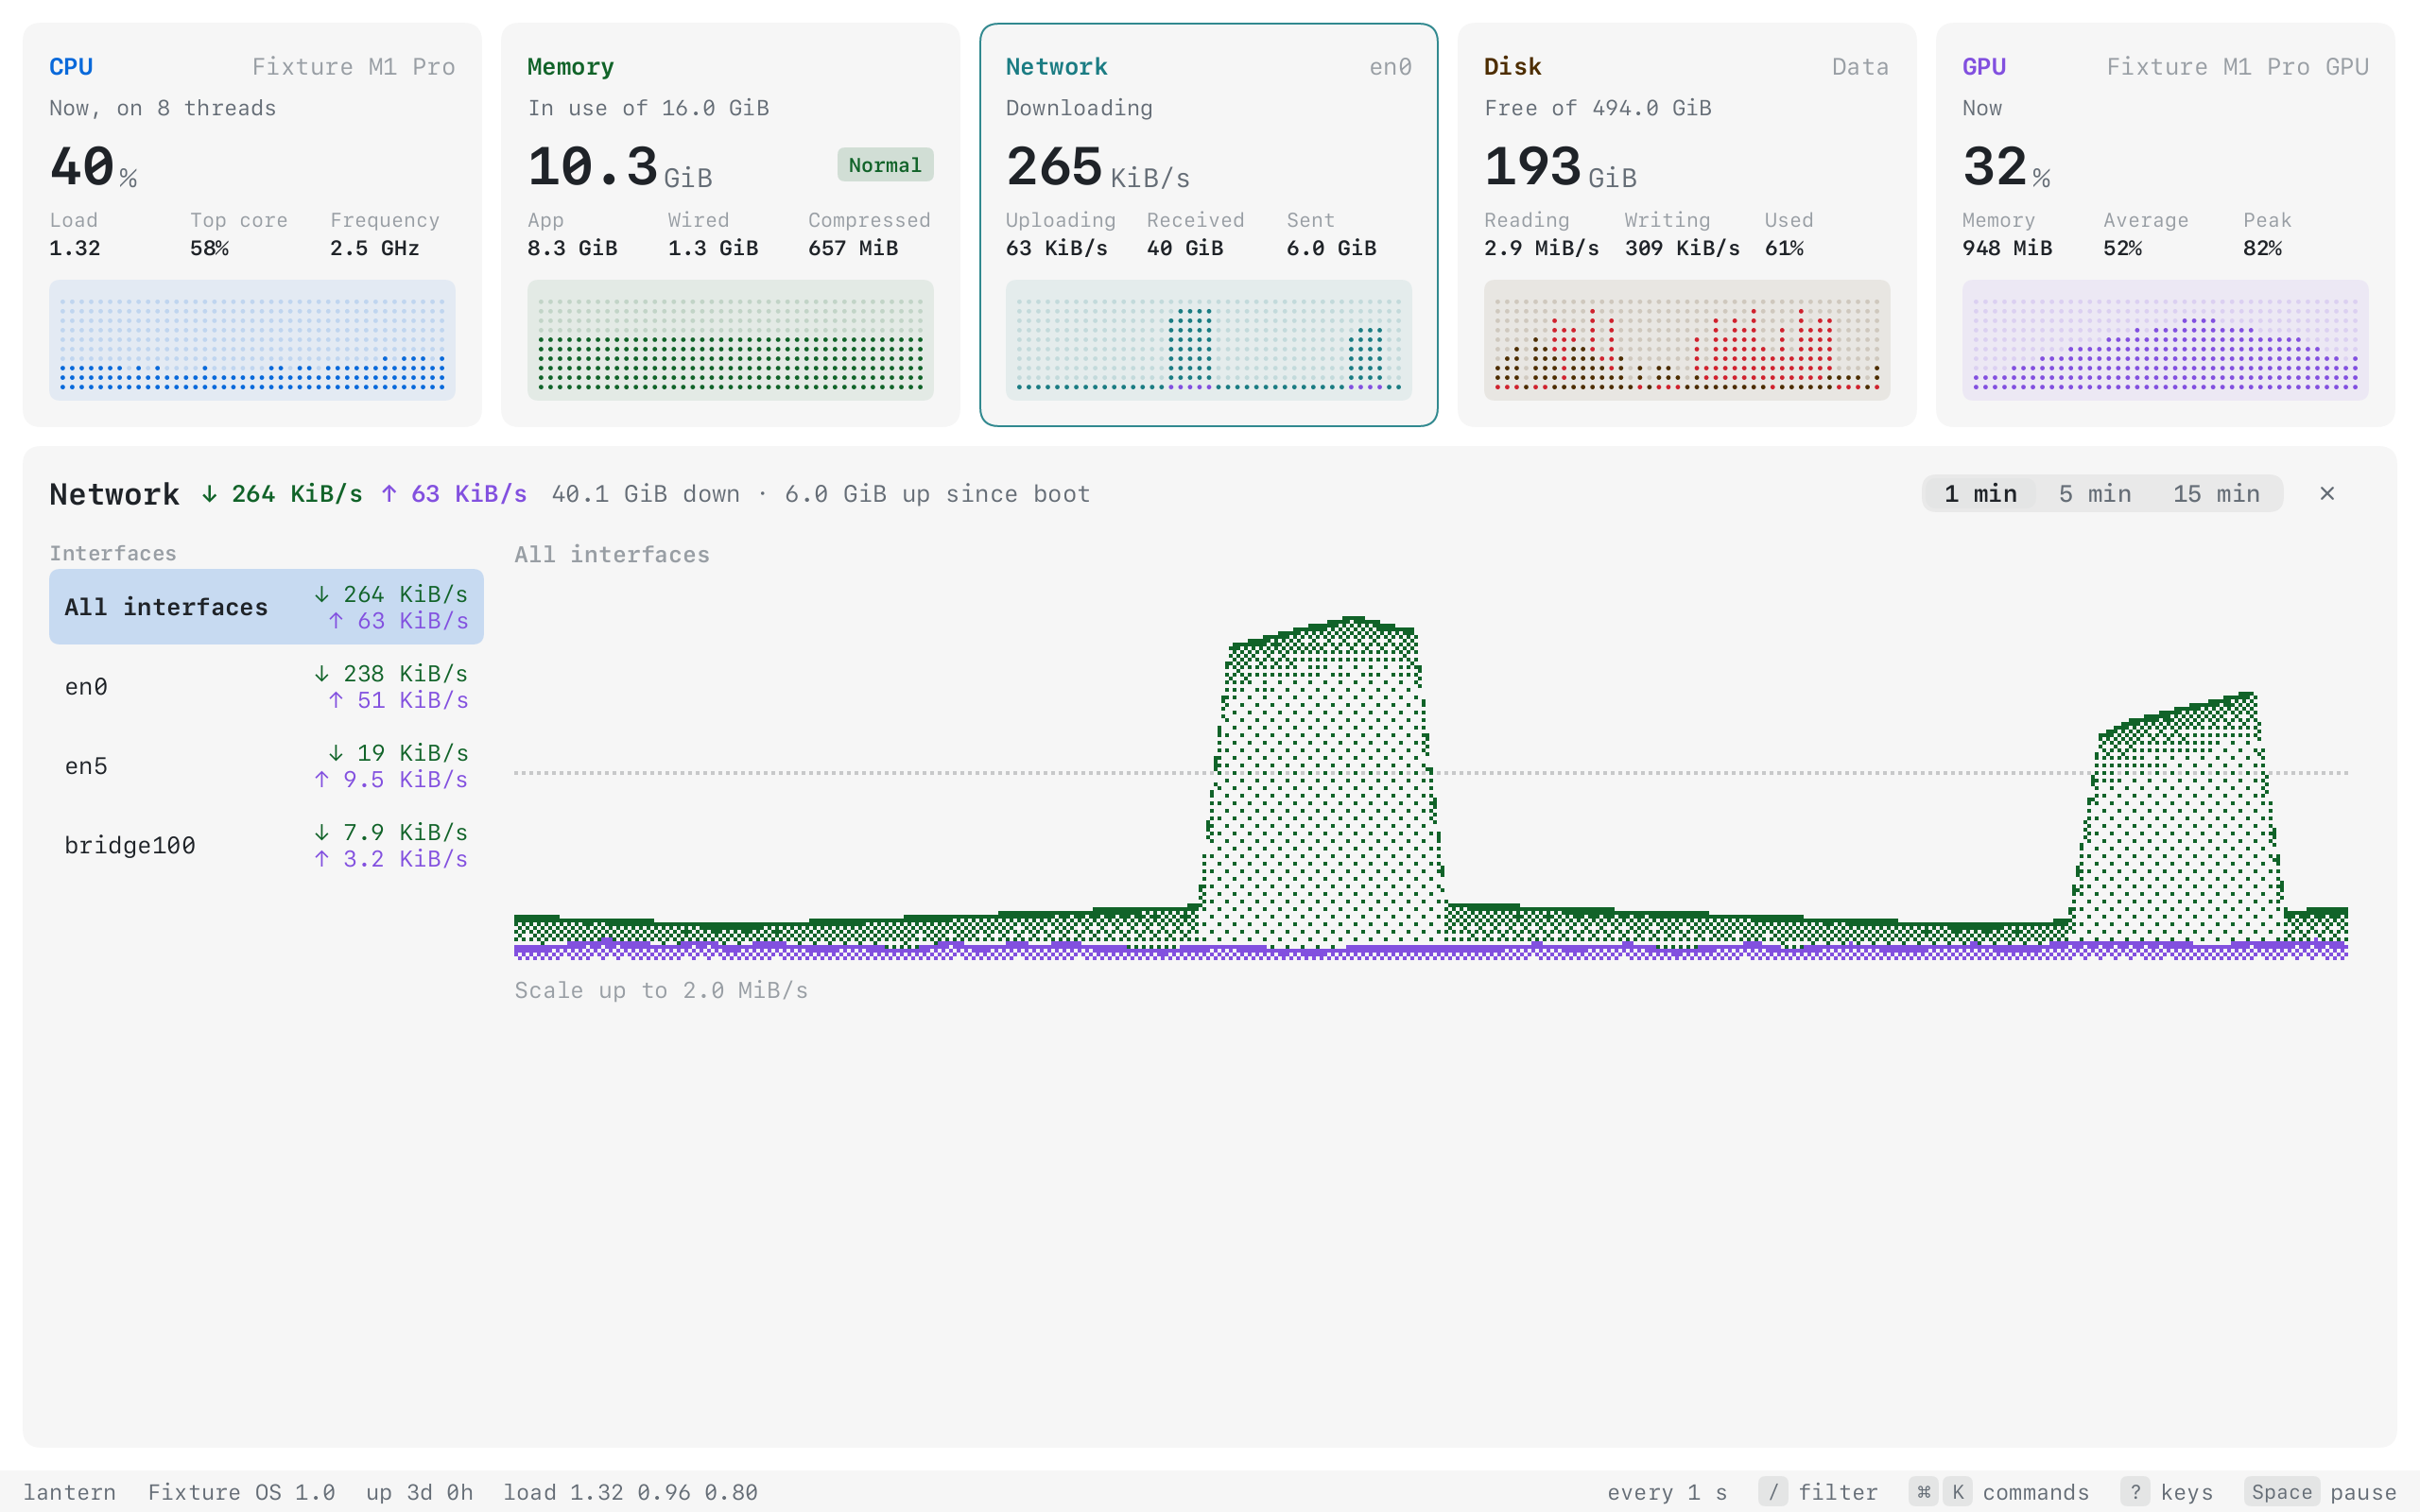 CPU Fixture M1 Pro
Now, on 8 threads
40%
Load Top core Frequency
1.32 58% 2.5 GHz
Memory
In use of 16.0 GiB
10.3 GiB Normal
App Wired Compressed
8.3 GiB 1.3 GiB 657 MiB
Network en0
Downloading
265 KiB/s
Uploading Received Sent
63 KiB/s 40 GiB 6.0 GiB
Disk Data
Free of 494.0 GiB
193 GiB
Reading Writing Used
2.9 MiB/s 309 KiB/s 61%
GPU Fixture M1 Pro GPU
Now
32%
Memory Average Peak
948 MiB 52% 82%
Network ↓ 264 KiB/s ↑ 63 KiB/s 40.1 GiB down · 6.0 GiB up since boot 1 min 5 min 15 min ×
Interfaces
All interfaces ↓ 264 KiB/s
↑ 63 KiB/s
en0 ↓ 238 KiB/s
↑ 51 KiB/s
en5 ↓ 19 KiB/s
↑ 9.5 KiB/s
bridge100 ↓ 7.9 KiB/s
↑ 3.2 KiB/s
All interfaces
Scale up to 2.0 MiB/s
lantern Fixture OS 1.0 up 3d 0h load 1.32 0.96 0.80 every 1 s / filter ⌘ K commands ? keys Space pause